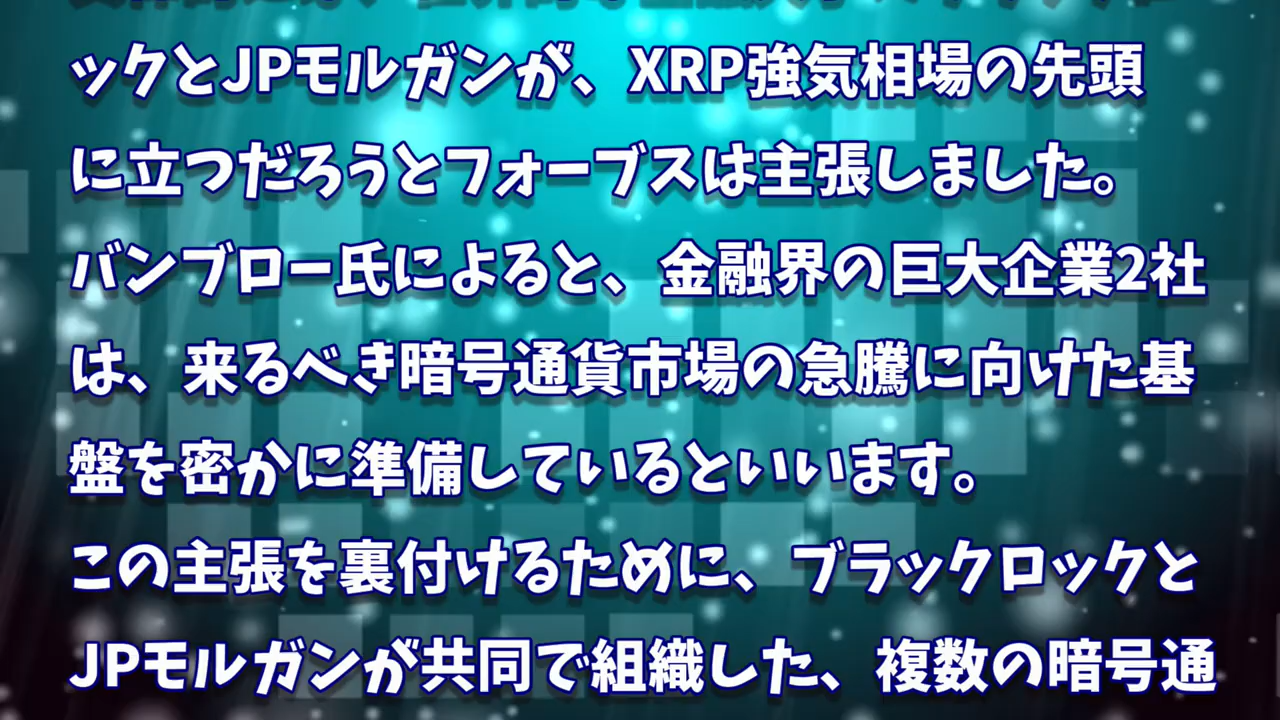 ックとJPモルガンが、XRP強気相場の先頭
に立つだろうとフォーブスは主張しました。
バンブロー氏によると、金融界の巨大企業2社
は、来るべき暗号通貨市場の急騰に向けた基
盤を密かに準備しているといいます。
この主張を裏付けるために、ブラックロックと
JPモルガンが共同で組織した、複数の暗号通